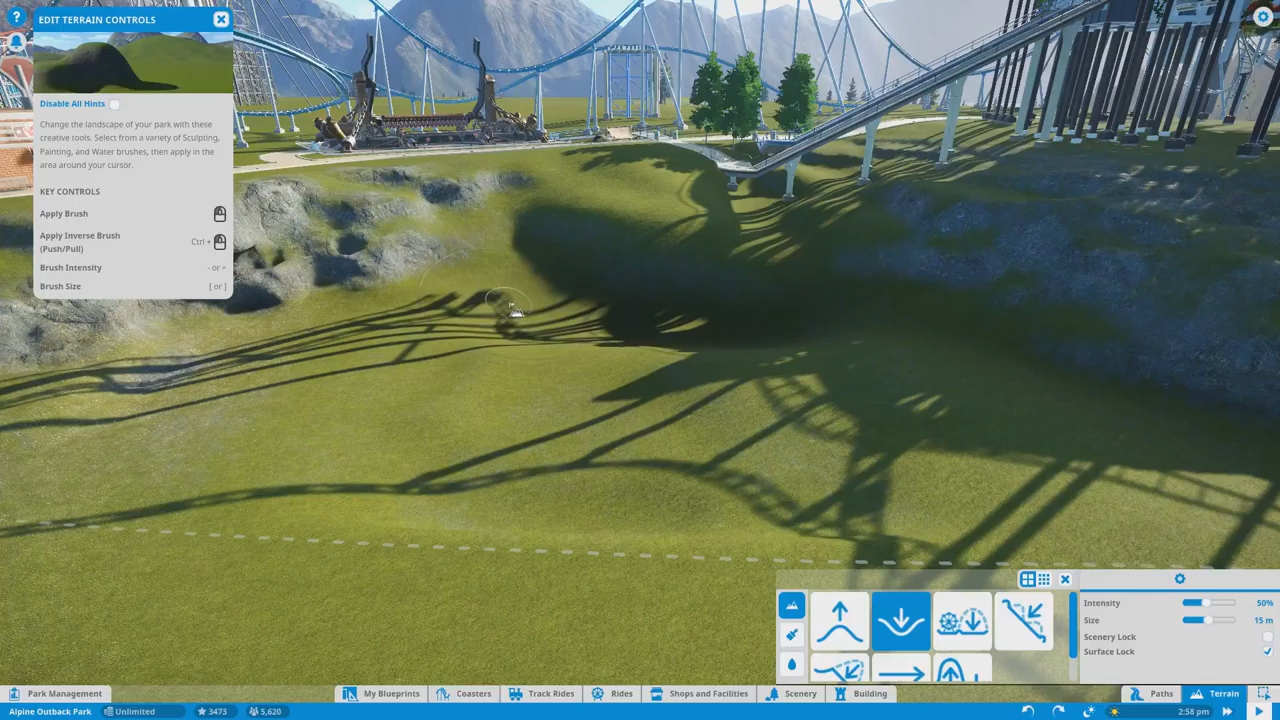 EDIT TERRAIN CONTROLS
Disable All Hints
Change the landscape of your park with these
creative tools. Select from a variety of Sculpting,
Painting, and Water brushes, then apply in the
area around your cursor.
KEY CONTROLS
Apply Brush
Apply Inverse Brush
(Push/Pull)
Ctrl +
Brush Intensity
- or =
Brush Size
[ or ]
Intensity
50%
Size
15 m
Scenery Lock
Surface Lock
Park Management
My Blueprints
Coasters
Track Rides
Rides
Shops and Facilities
Scenery
Building
Paths
Terrain
Alpine Outback Park
Unlimited
3473
5,620
2:58 pm